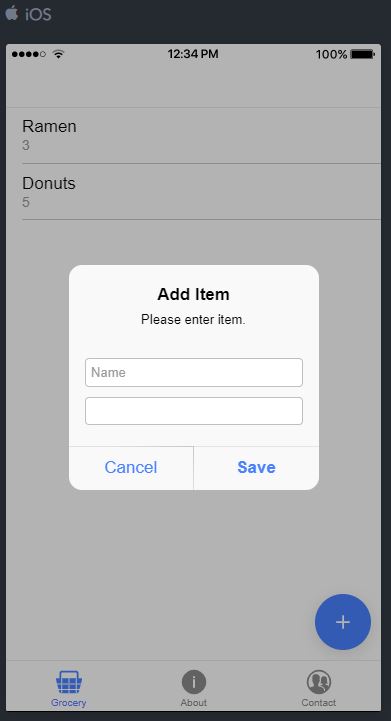 iOS
12:34 PM 100%
Ramen
3
Donuts
5
Add Item
Please enter item.
Name
Cancel Save
+
Grocery About Contact